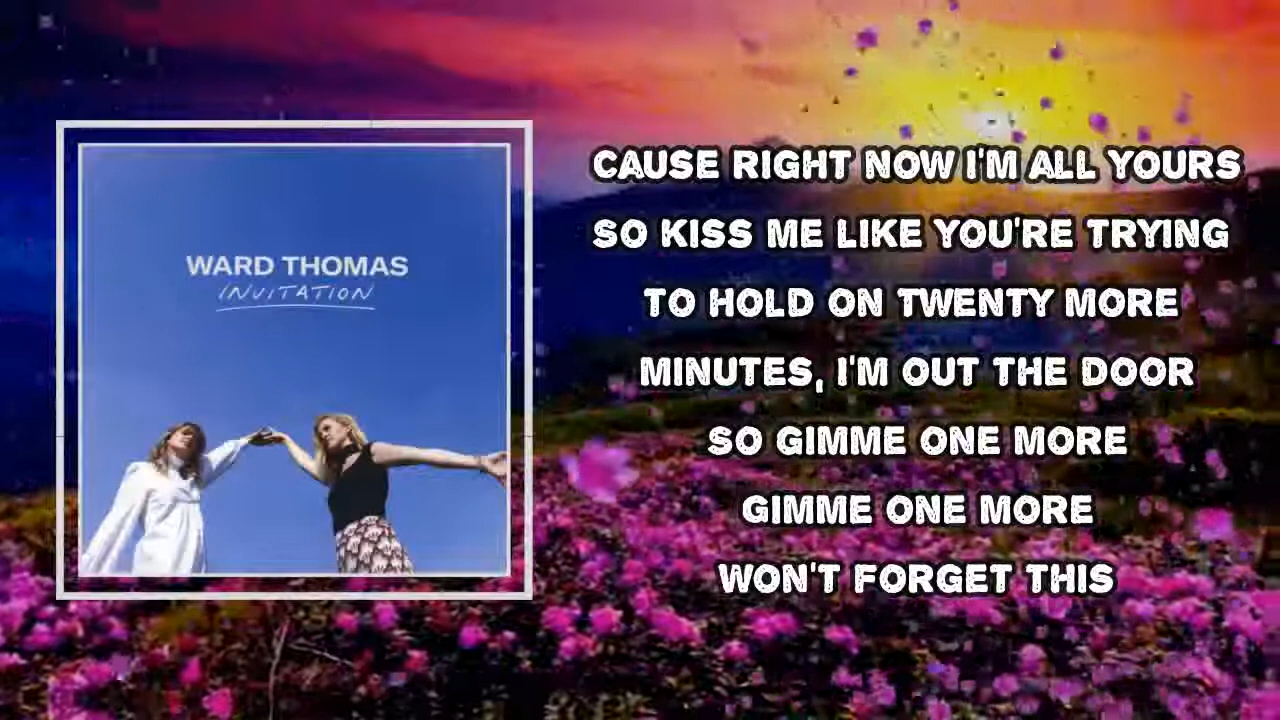 WARD THOMAS
INVITATION
CAUSE RIGHT NOW I'M ALL YOURS
SO KISS ME LIKE YOU'RE TRYING
TO HOLD ON TWENTY MORE
MINUTES, I'M OUT THE DOOR
SO GIMME ONE MORE
GIMME ONE MORE
WON'T FORGET THIS